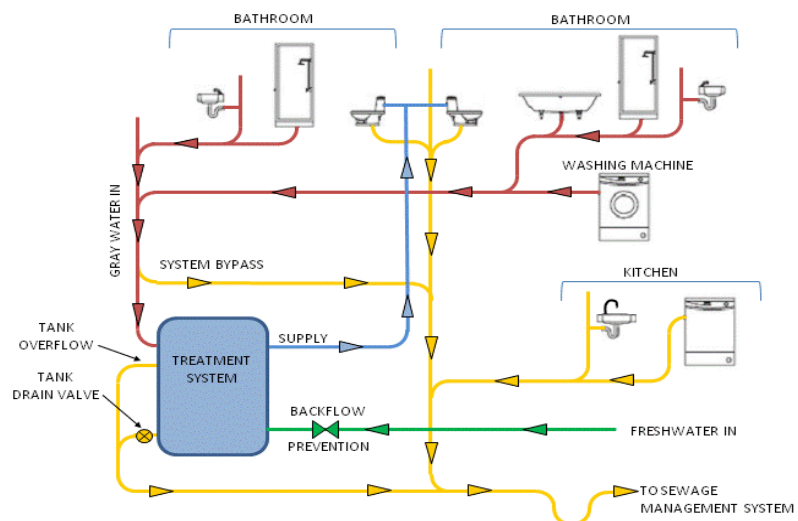 BATHROOM
BATHROOM
WASHING MACHINE
GRAY WATER IN
SYSTEM BYPASS
KITCHEN
TANK
OVERFLOW
SUPPLY
TREATMENT
SYSTEM
TANK
DRAIN VALVE
BACKFLOW
PREVENTION
FRESHWATER IN
TO SEWAGE
MANAGEMENT SYSTEM